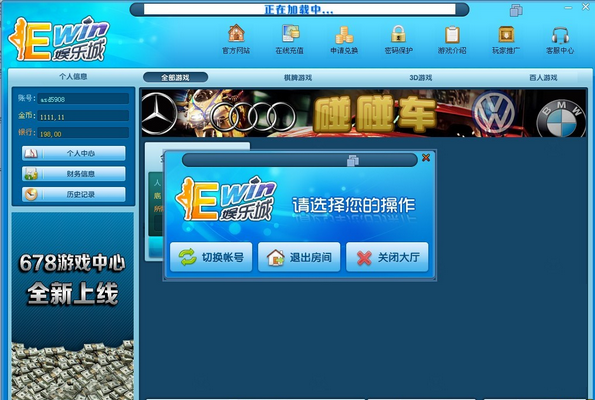 正在加载中...
EWin
娱乐城
官方网站
在线充值
申请兑换
密码保护
游戏介绍
玩家推广
客服中心
个人信息
全部游戏
棋牌游戏
3D游戏
百人游戏
账号: asd5908
金币: 1111,11
银行: 198,00
个人中心
财务信息
历史记录
碰碰车
BMW
EWin
娱乐城
请选择您的操作
切换帐号
退出房间
关闭大厅
678游戏中心
全新上线